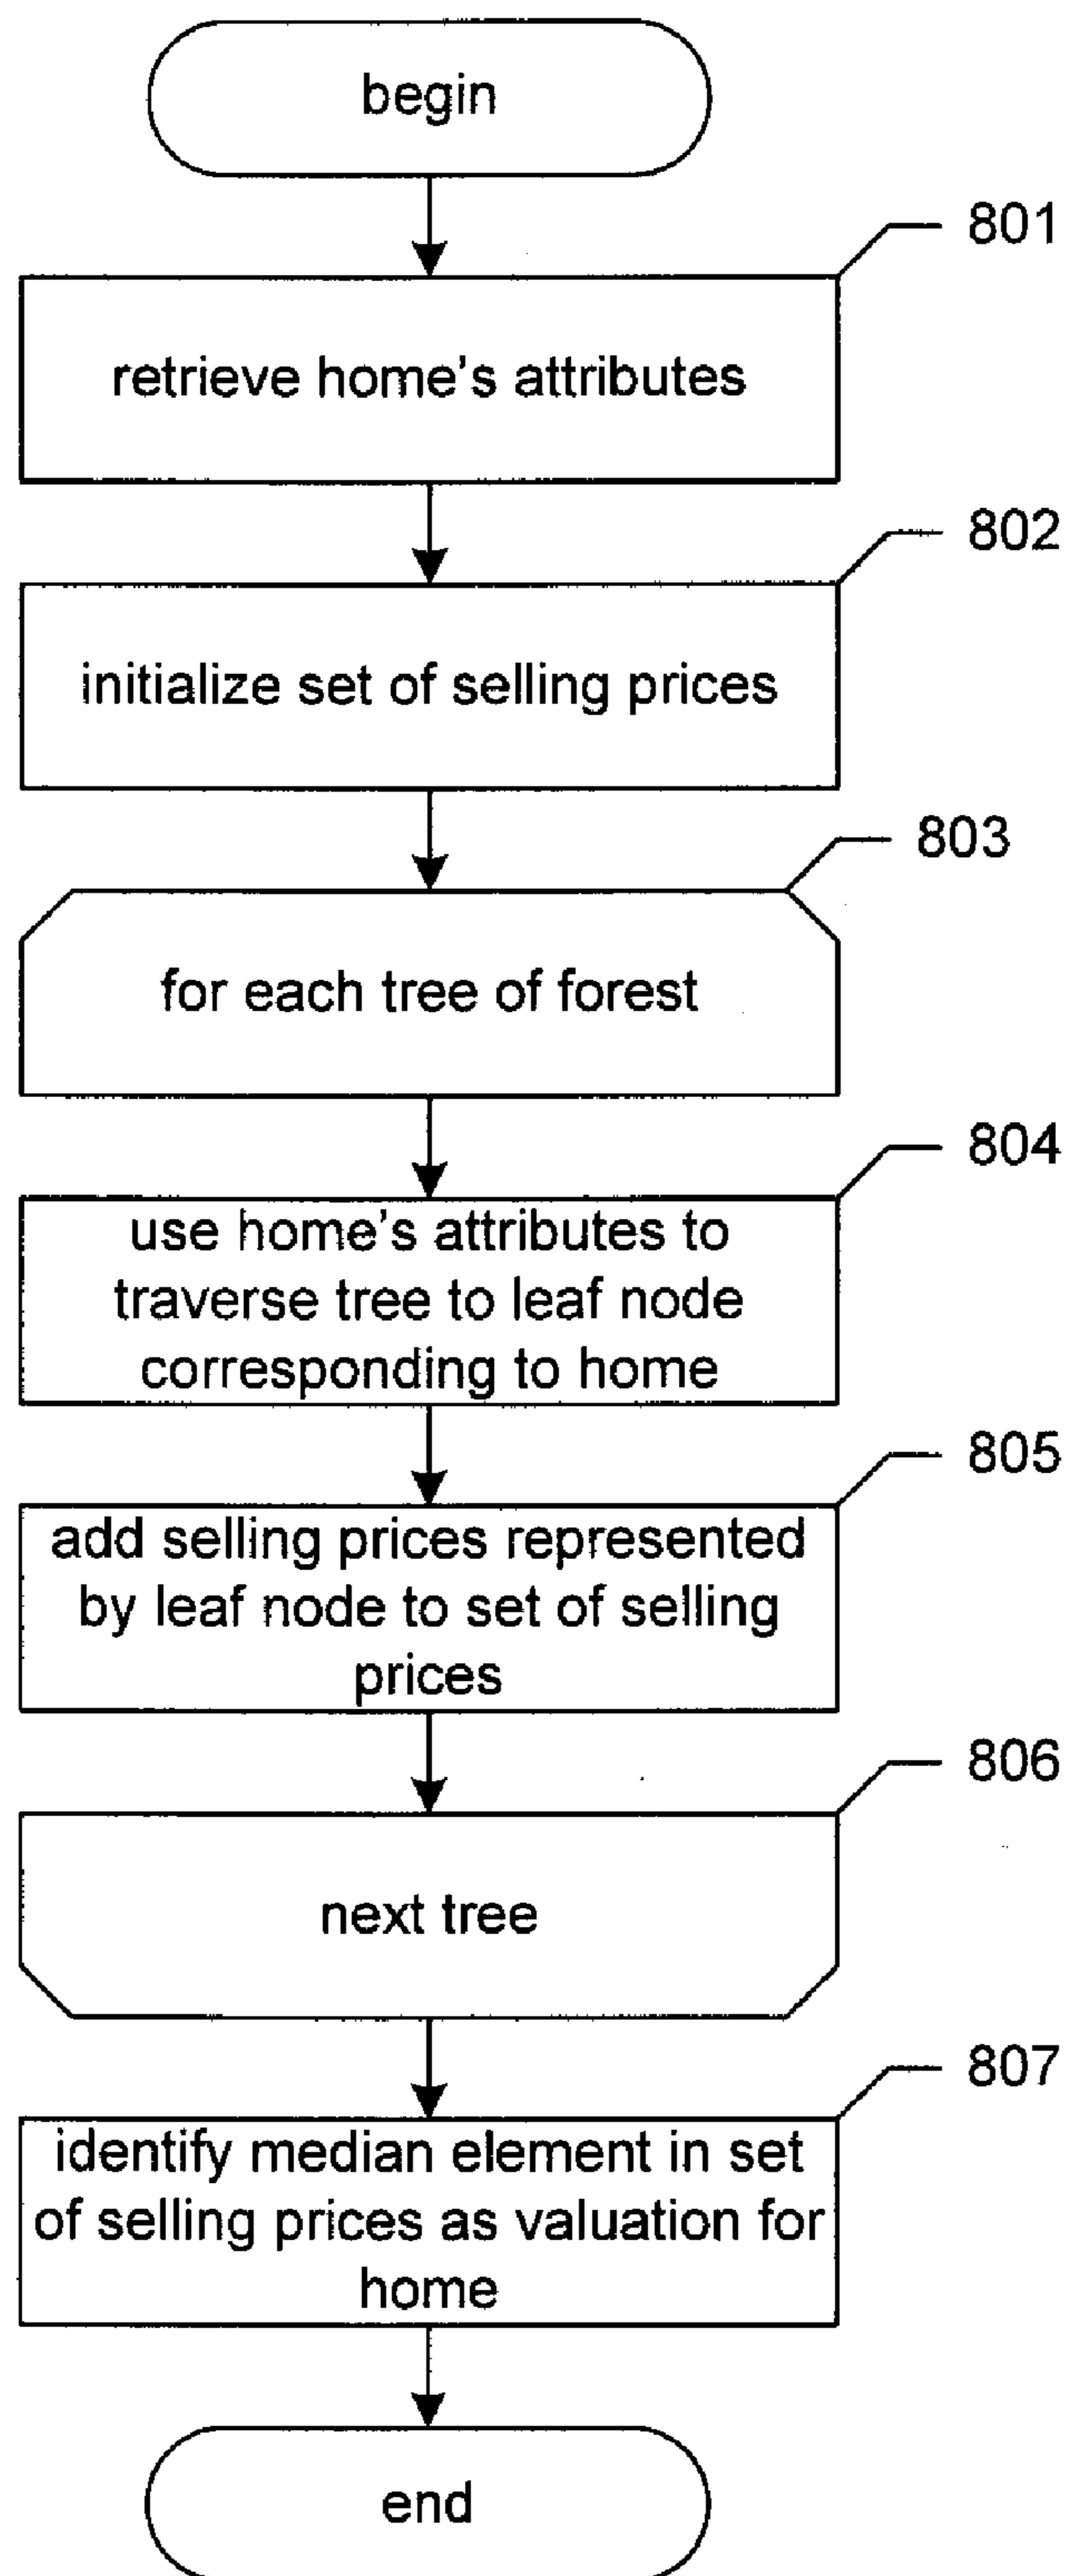 begin
801
retrieve home's attributes
802
initialize set of selling prices
803
for each tree of forest
804
use home's attributes to
traverse tree to leaf node
corresponding to home
805
add selling prices represented
by leaf node to set of selling
prices
806
next tree
807
identify median element in set
of selling prices as valuation for
home
end